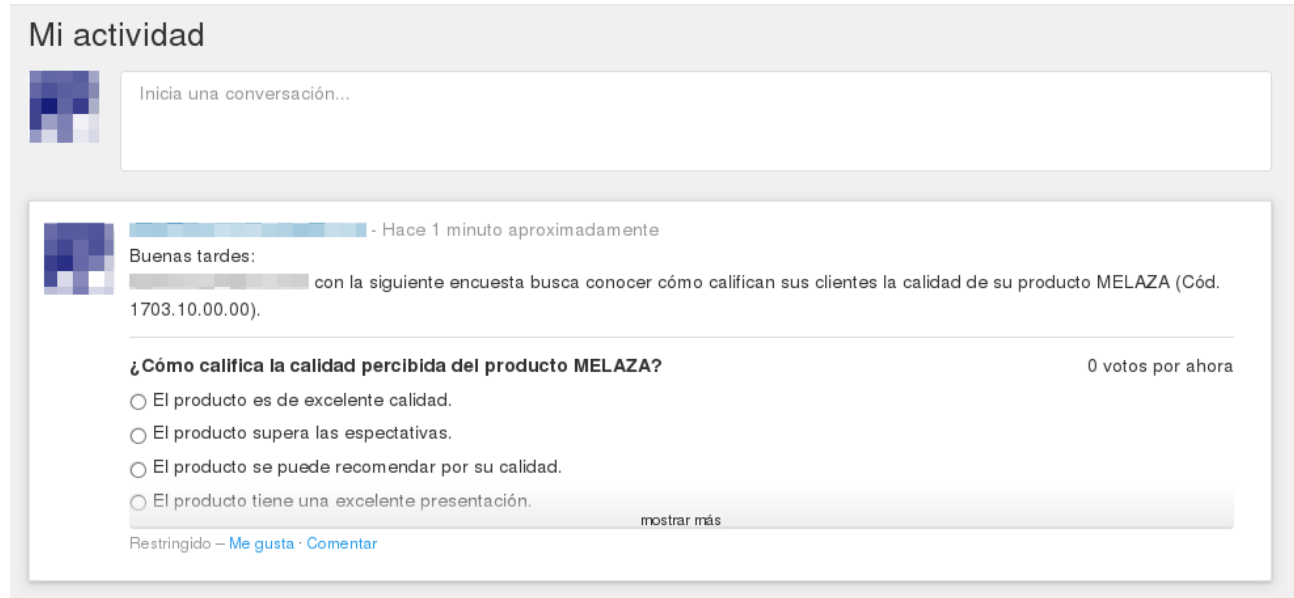 Mi actividad
Inicia una conversación...
- Hace 1 minuto aproximadamente
Buenas tardes:
con la siguiente encuesta busca conocer cómo califican sus clientes la calidad de su producto MELAZA (Cód.
1703.10.00.00).
¿Cómo califica la calidad percibida del producto MELAZA? 0 votos por ahora
El producto es de excelente calidad.
El producto supera las espectativas.
El producto se puede recomendar por su calidad.
El producto tiene una excelente presentación.
mostrar más
Restringido – Me gusta · Comentar